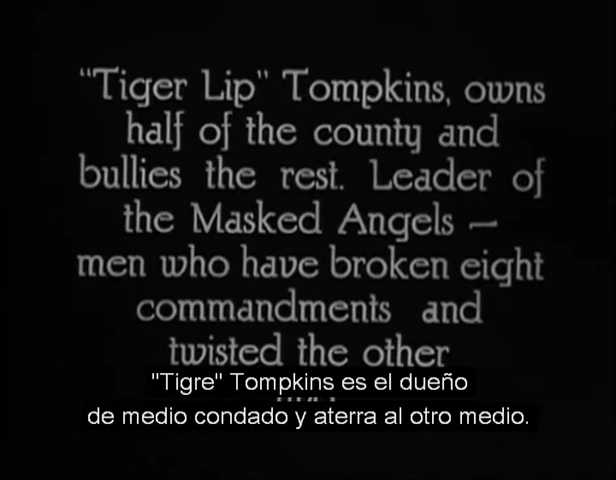 "Tiger Lip" Tompkins, owns
half of the county and
bullies the rest. Leader of
the Masked Angels —
men who have broken eight
commandments and
twisted the other
"Tigre" Tompkins es el dueño
de medio condado y aterra al otro medio.